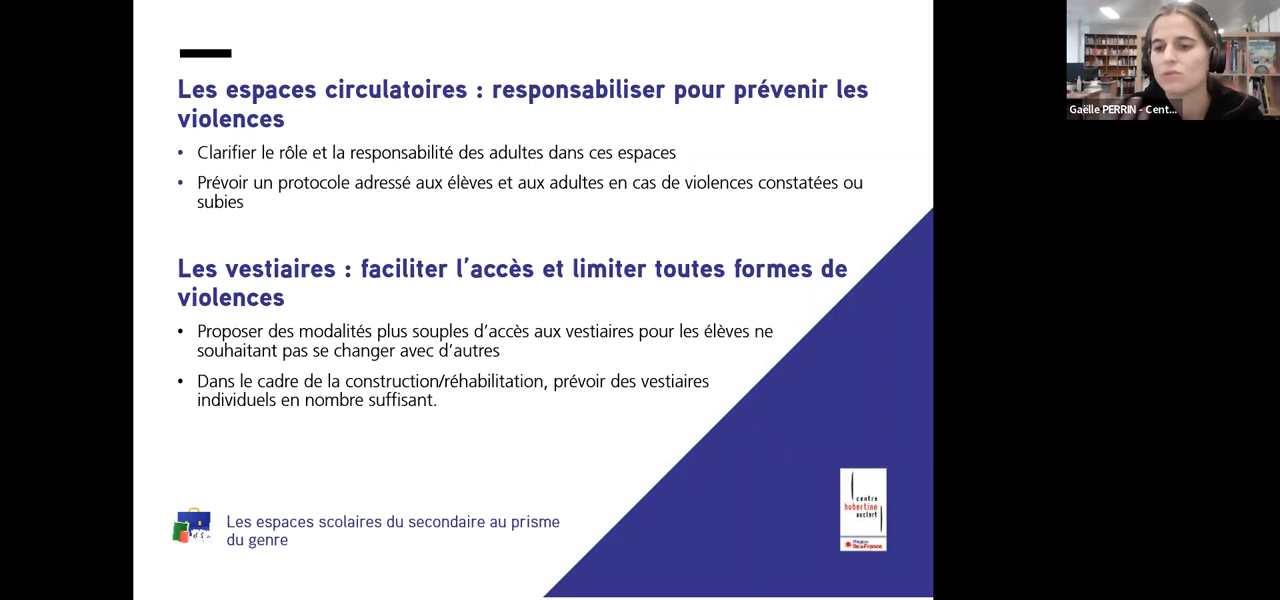 Les espaces circulatoires : responsabiliser pour prévenir les
violences
• Clarifier le rôle et la responsabilité des adultes dans ces espaces
• Prévoir un protocole adressé aux élèves et aux adultes en cas de violences constatées ou
subies
Les vestiaires : faciliter l’accès et limiter toutes formes de
violences
• Proposer des modalités plus souples d’accès aux vestiaires pour les élèves ne
souhaitant pas se changer avec d’autres
• Dans le cadre de la construction/réhabilitation, prévoir des vestiaires
individuels en nombre suffisant.
Les espaces scolaires du secondaire au prisme
du genre
centre
hubertine
auclert
îledeFrance
Gaëlle PERRIN - Cent...